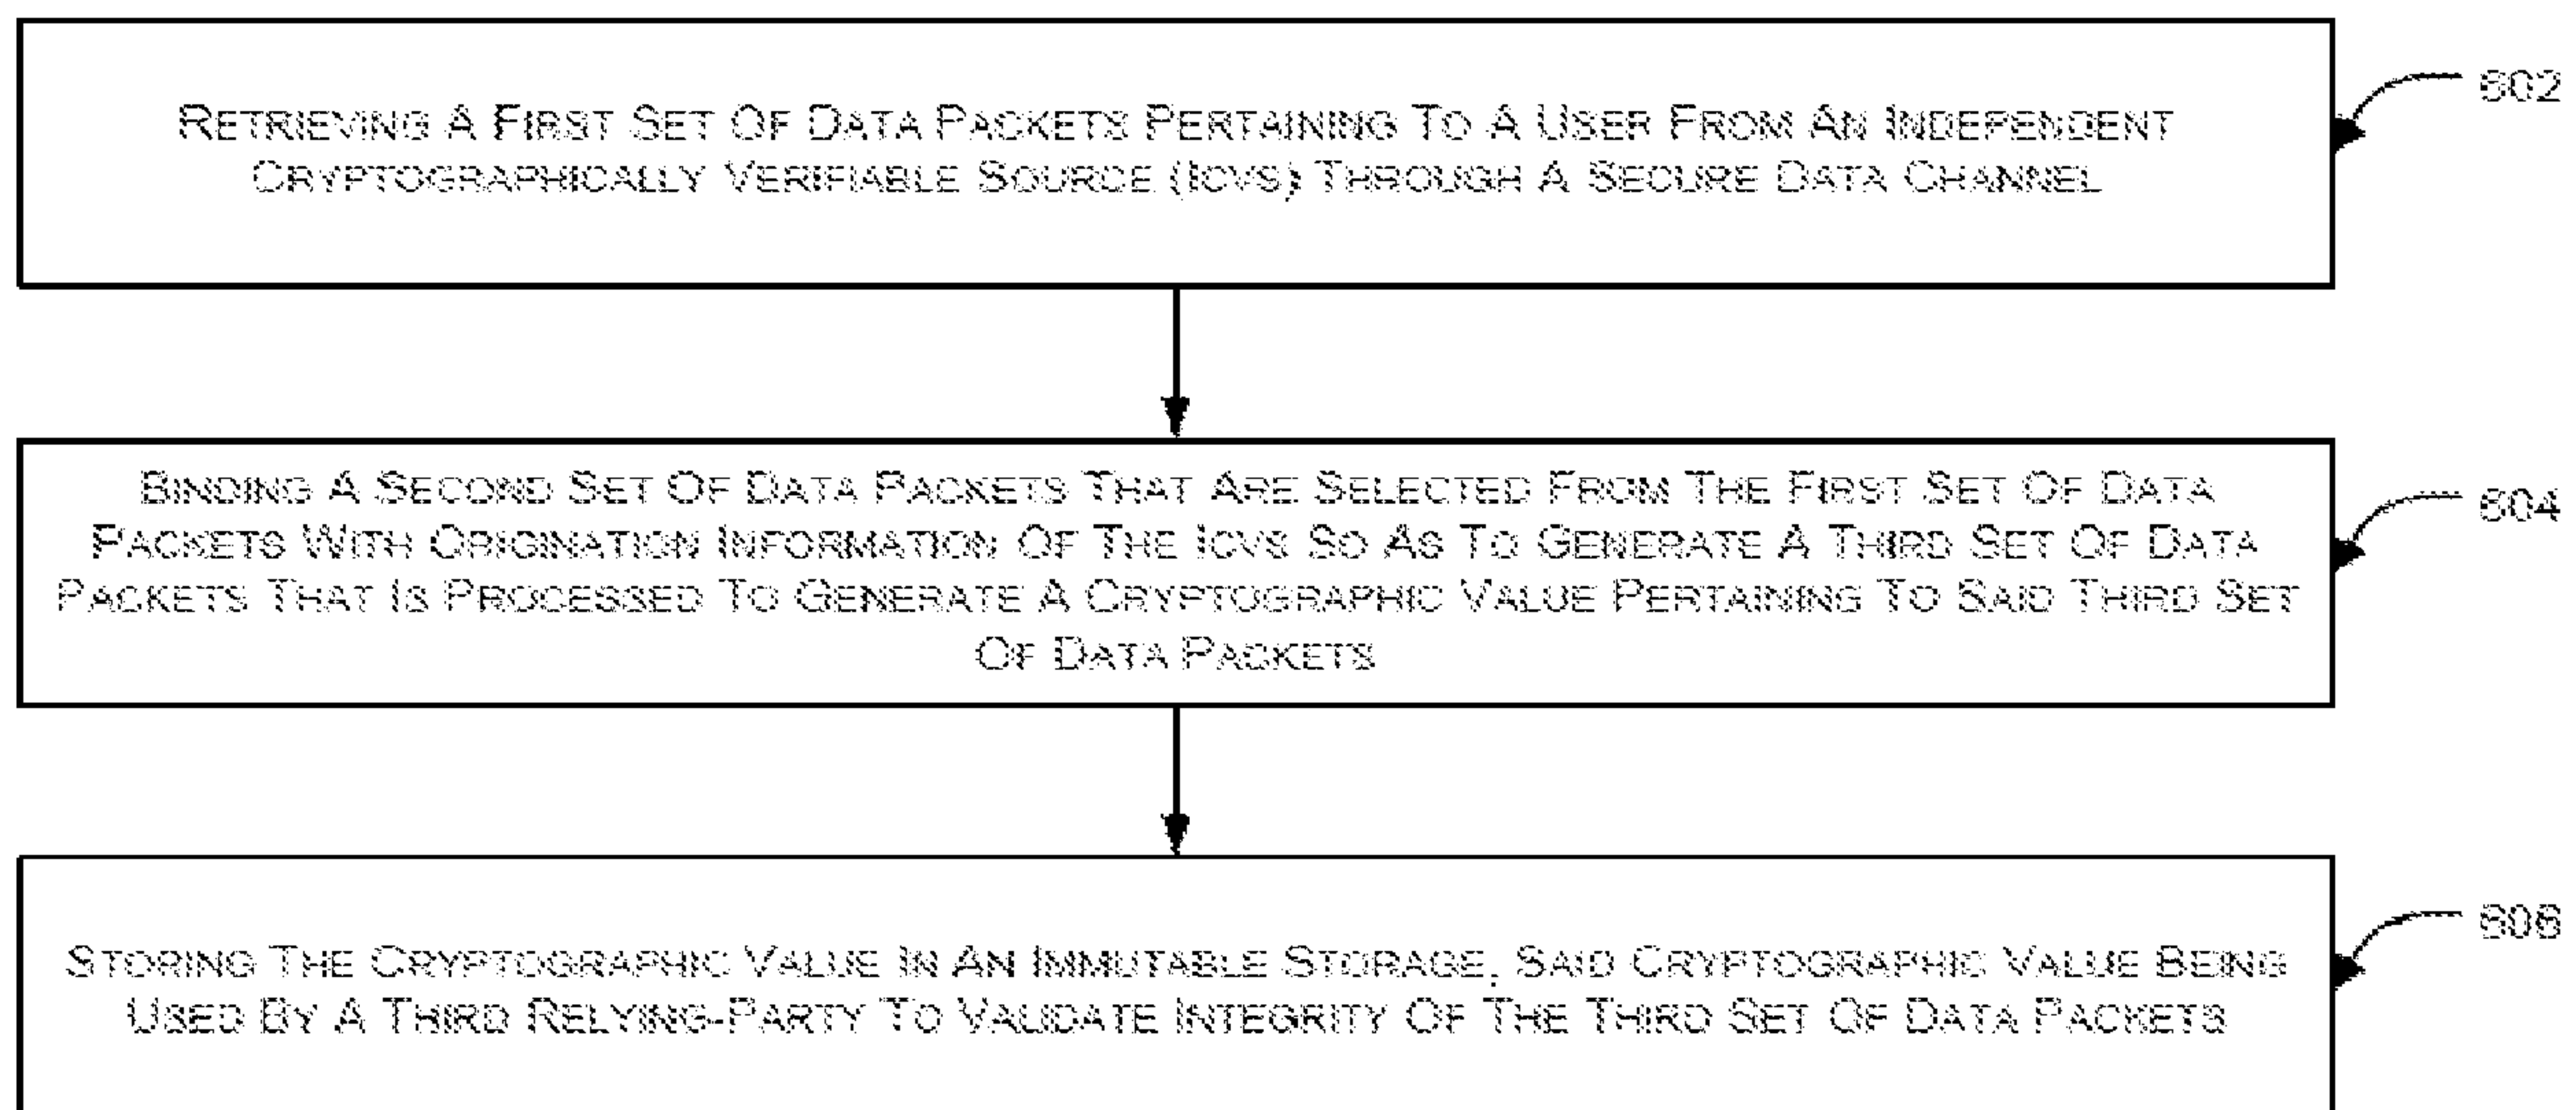 RETRIEVING A FIRST SET OF DATA PACKETS PERTAINING TO A USER FROM AN INDEPENDENT
CRYPTOGRAPHICALLY VERIFIABLE SOURCE (ICVS) THROUGH A SECURE DATA CHANNEL
602
BINDING A SECOND SET OF DATA PACKETS THAT ARE SELECTED FROM THE FIRST SET OF DATA
PACKETS WITH ORIGINATION INFORMATION OF THE ICVS SO AS TO GENERATE A THIRD SET OF DATA
PACKETS THAT IS PROCESSED TO GENERATE A CRYPTOGRAPHIC VALUE PERTAINING TO SAID THIRD SET
OF DATA PACKETS
604
STORING THE CRYPTOGRAPHIC VALUE IN AN IMMUTABLE STORAGE, SAID CRYPTOGRAPHIC VALUE BEING
USED BY A THIRD RELYING-PARTY TO VALIDATE INTEGRITY OF THE THIRD SET OF DATA PACKETS
606